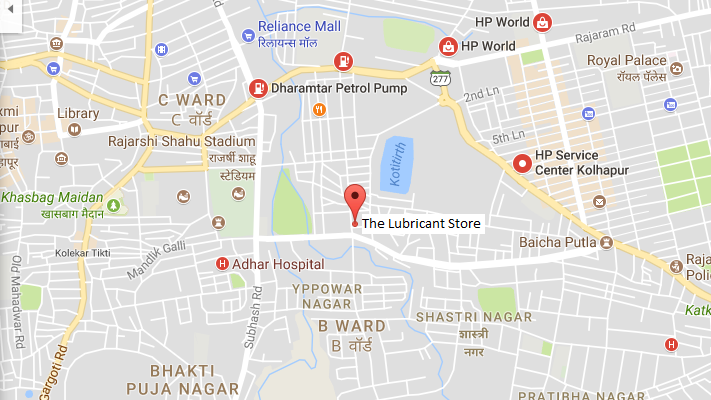 HP World
Reliance Mall
रिलायन्स मॉल
HP World
Rajaram Rd
Royal Palace
रॉयल पॅलेस
277
Dharamtar Petrol Pump
2nd Ln
C WARD
C वॉर्ड
Library
5th Ln
Rajarshi Shahu Stadium
राजर्षी शाहू
स्टेडियम
Kotitirth
HP Service
Center Kolhapur
Khasbag Maidan
खासबाग मैदान
The Lubricant Store
Baicha Putla
Kolekar Tikti
Mandik Galli
Adhar Hospital
Old Mahadwar Rd
Subhash Rd
YPPOWAR
NAGAR
SHASTRI NAGAR
शास्त्री
नगर
B WARD
B वॉर्ड
Gargoti Rd
BHAKTI
PUJA NAGAR
PRATIBHA NAGAR